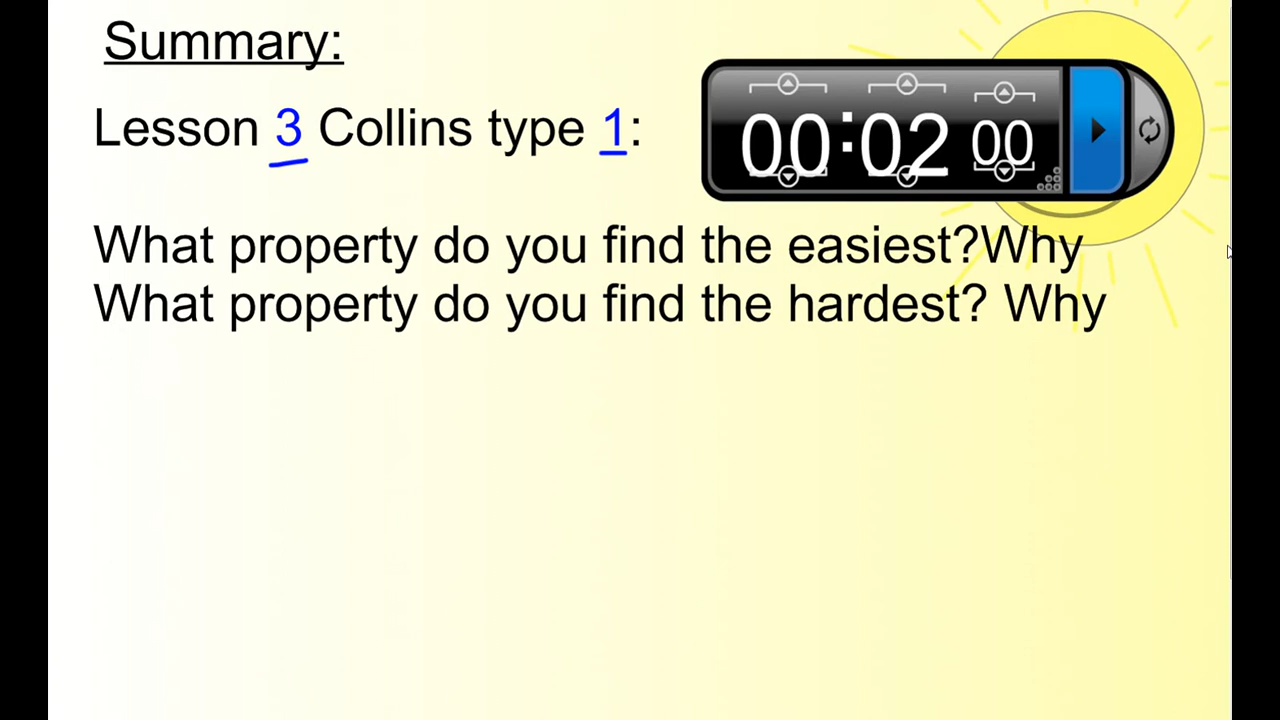 Summary:
Lesson 3 Collins type 1:
00:02 00
What property do you find the easiest?Why
What property do you find the hardest? Why